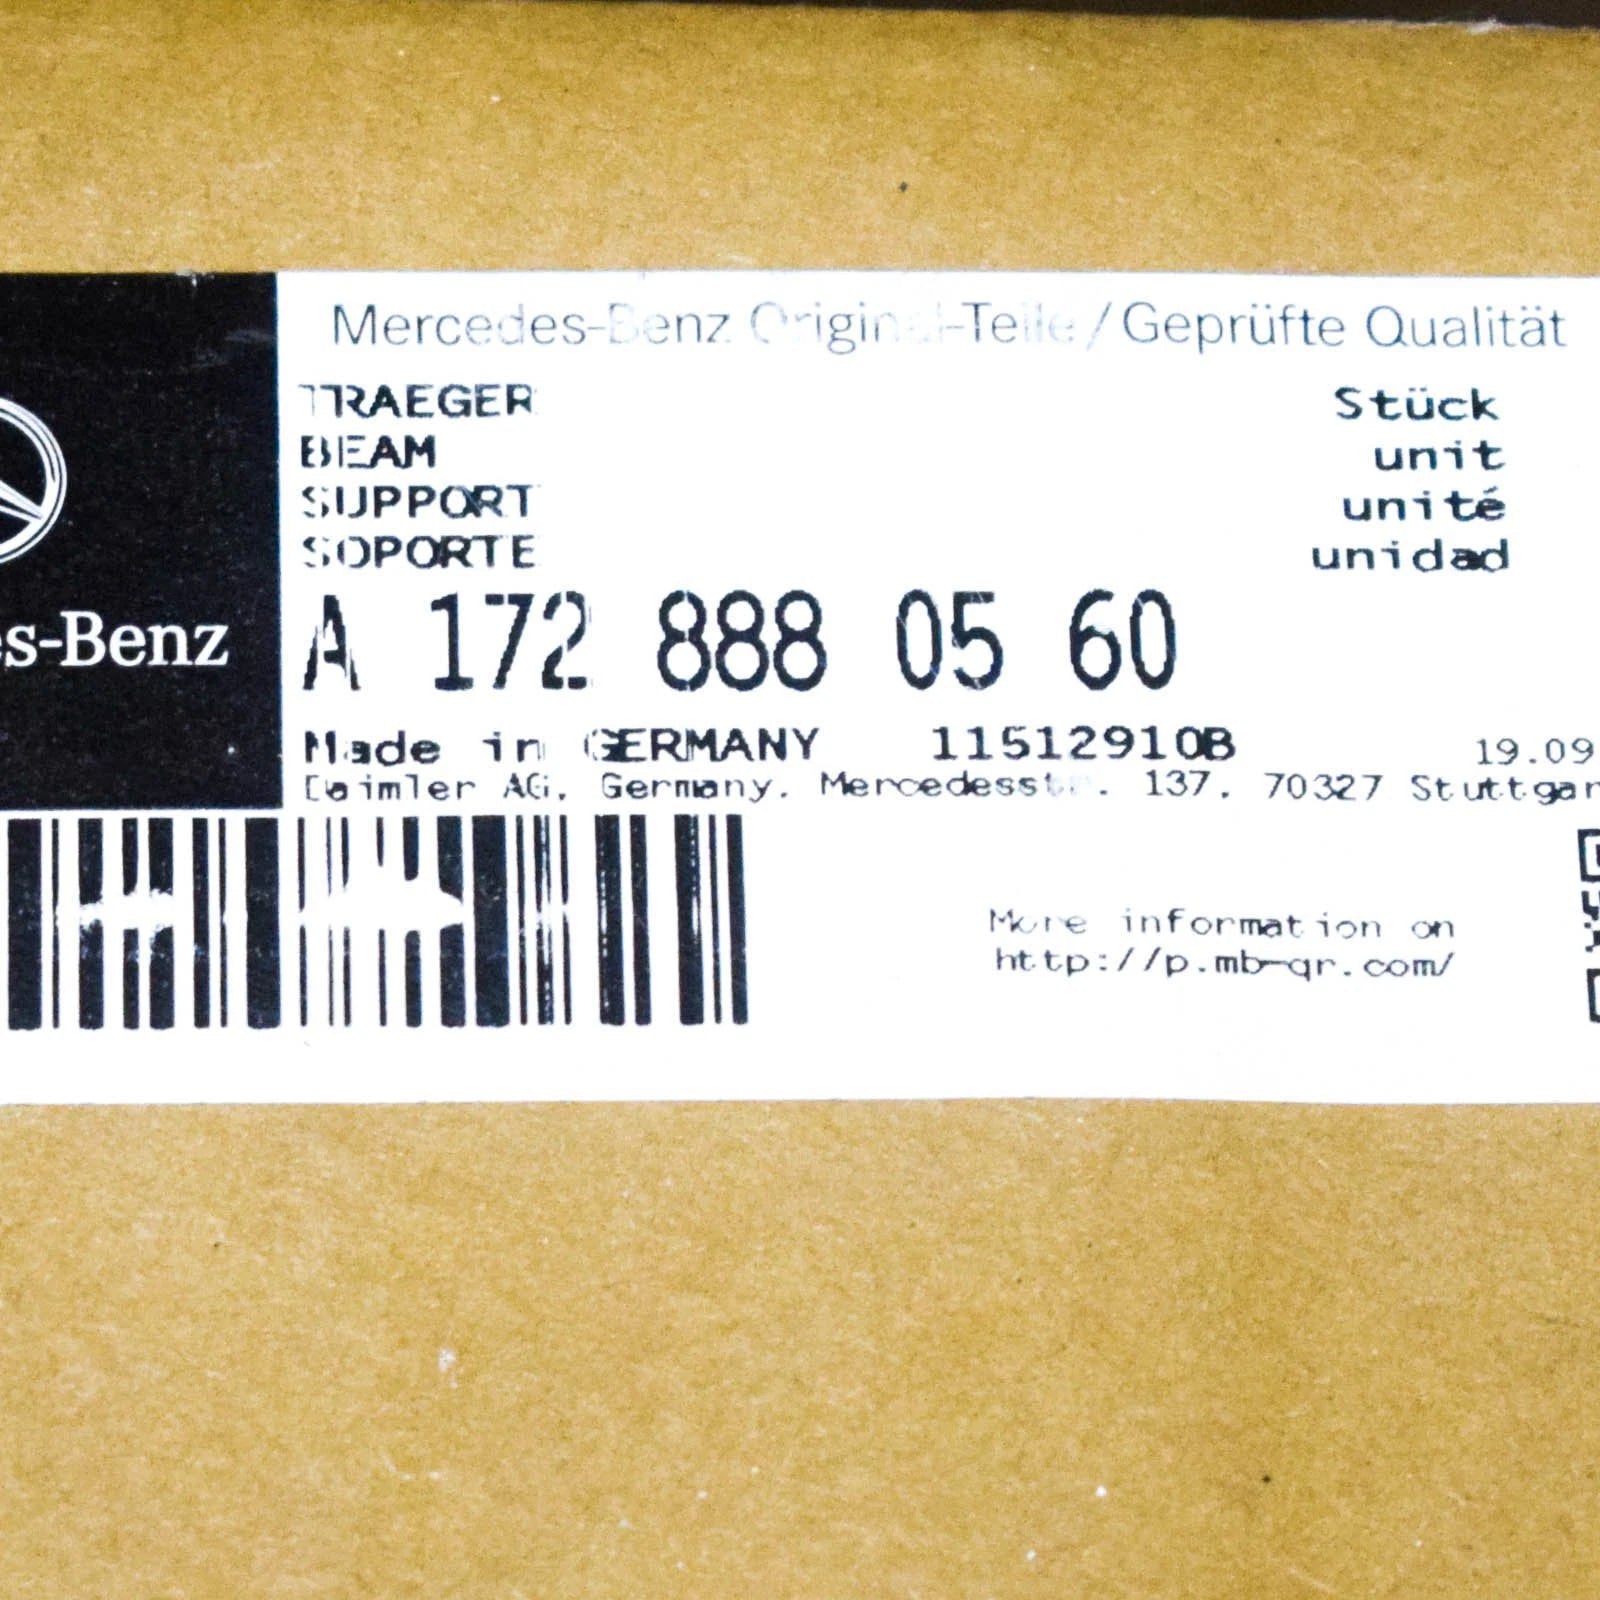 Mercedes-Benz Original-Teile/Geprüfte Qualität
TRAEGER Stück
BEAM unit
SUPPORT unité
SOPORTE unidad
A 172 888 05 60
es-Benz
Made in GERMANY 11512910B 19.09
Daimler AG, Germany, Mercedesstr. 137, 70327 Stuttgar
More information on
http://p.mb-qr.com/